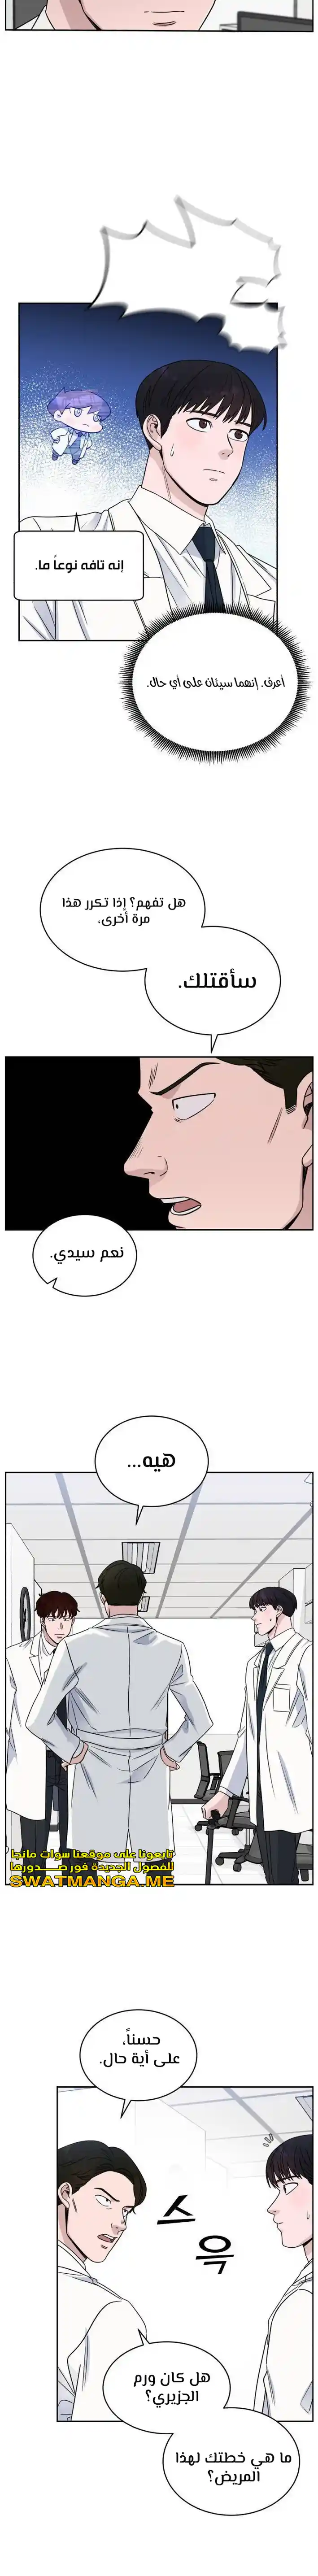 إنه تافه نوعاً ما.
أعرف. إنهما سيئان على أي حال.
هل تفهم؟ إذا تكرر هذا
مرة أخرى،
سأقتلك.
نعم سيدي.
هيه...
تابعونا على موقعنا سوات مانجا
للفصول الجديدة فور صـــدورها
SWATMANGA.ME
حسناً،
على أية حال.
스
윽
هل كان ورم
الجزيري؟
ما هي خطتك لهذا
المريض؟